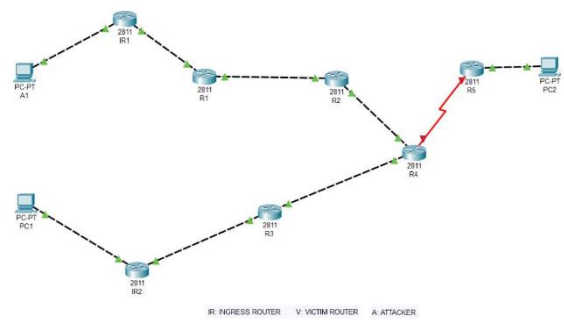 2811
IR1
PC-PT
A1
2811
R1
2811
R2
2811
R5
PC-PT
PC2
2811
R4
PC-PT
PC1
2811
R3
2811
IR2
IR: INGRESS ROUTER V: VICTIM ROUTER A: ATTACKER